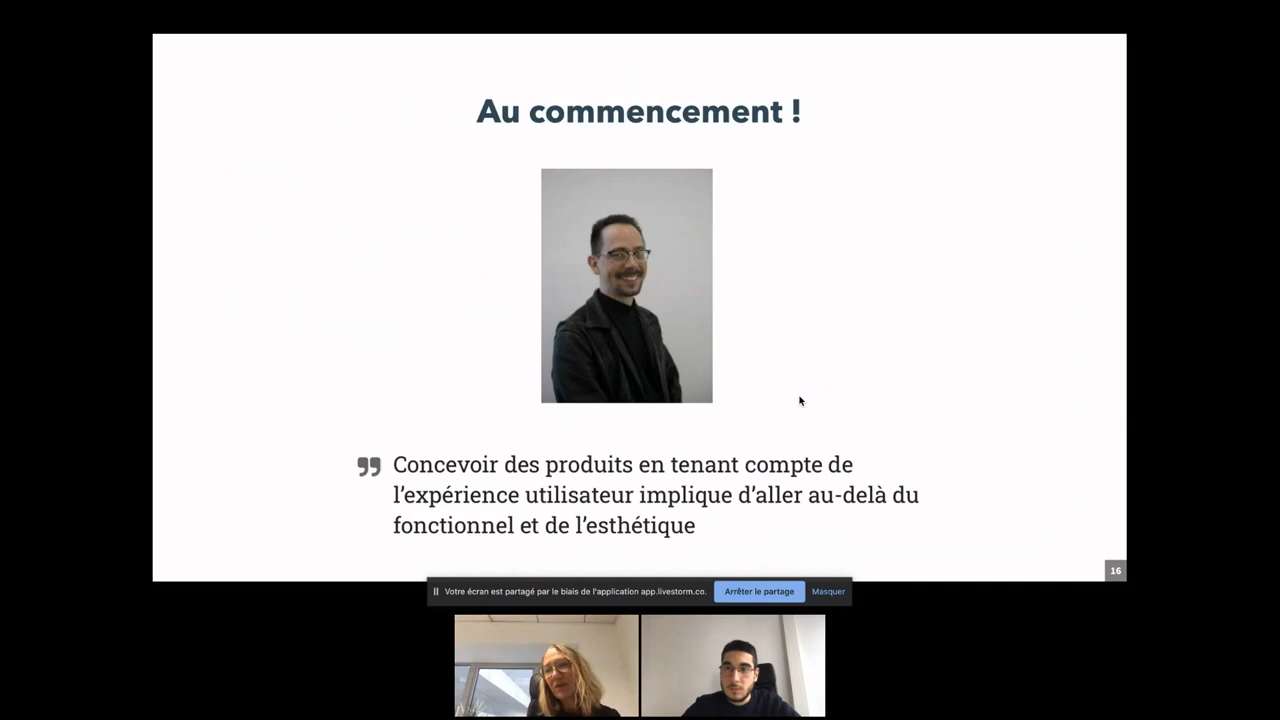 Au commencement !
Concevoir des produits en tenant compte de
l’expérience utilisateur implique d’aller au-delà du
fonctionnel et de l’esthétique
16
Votre écran est partagé par le biais de l'application app.livestorm.co. Arrêter le partage Masquer